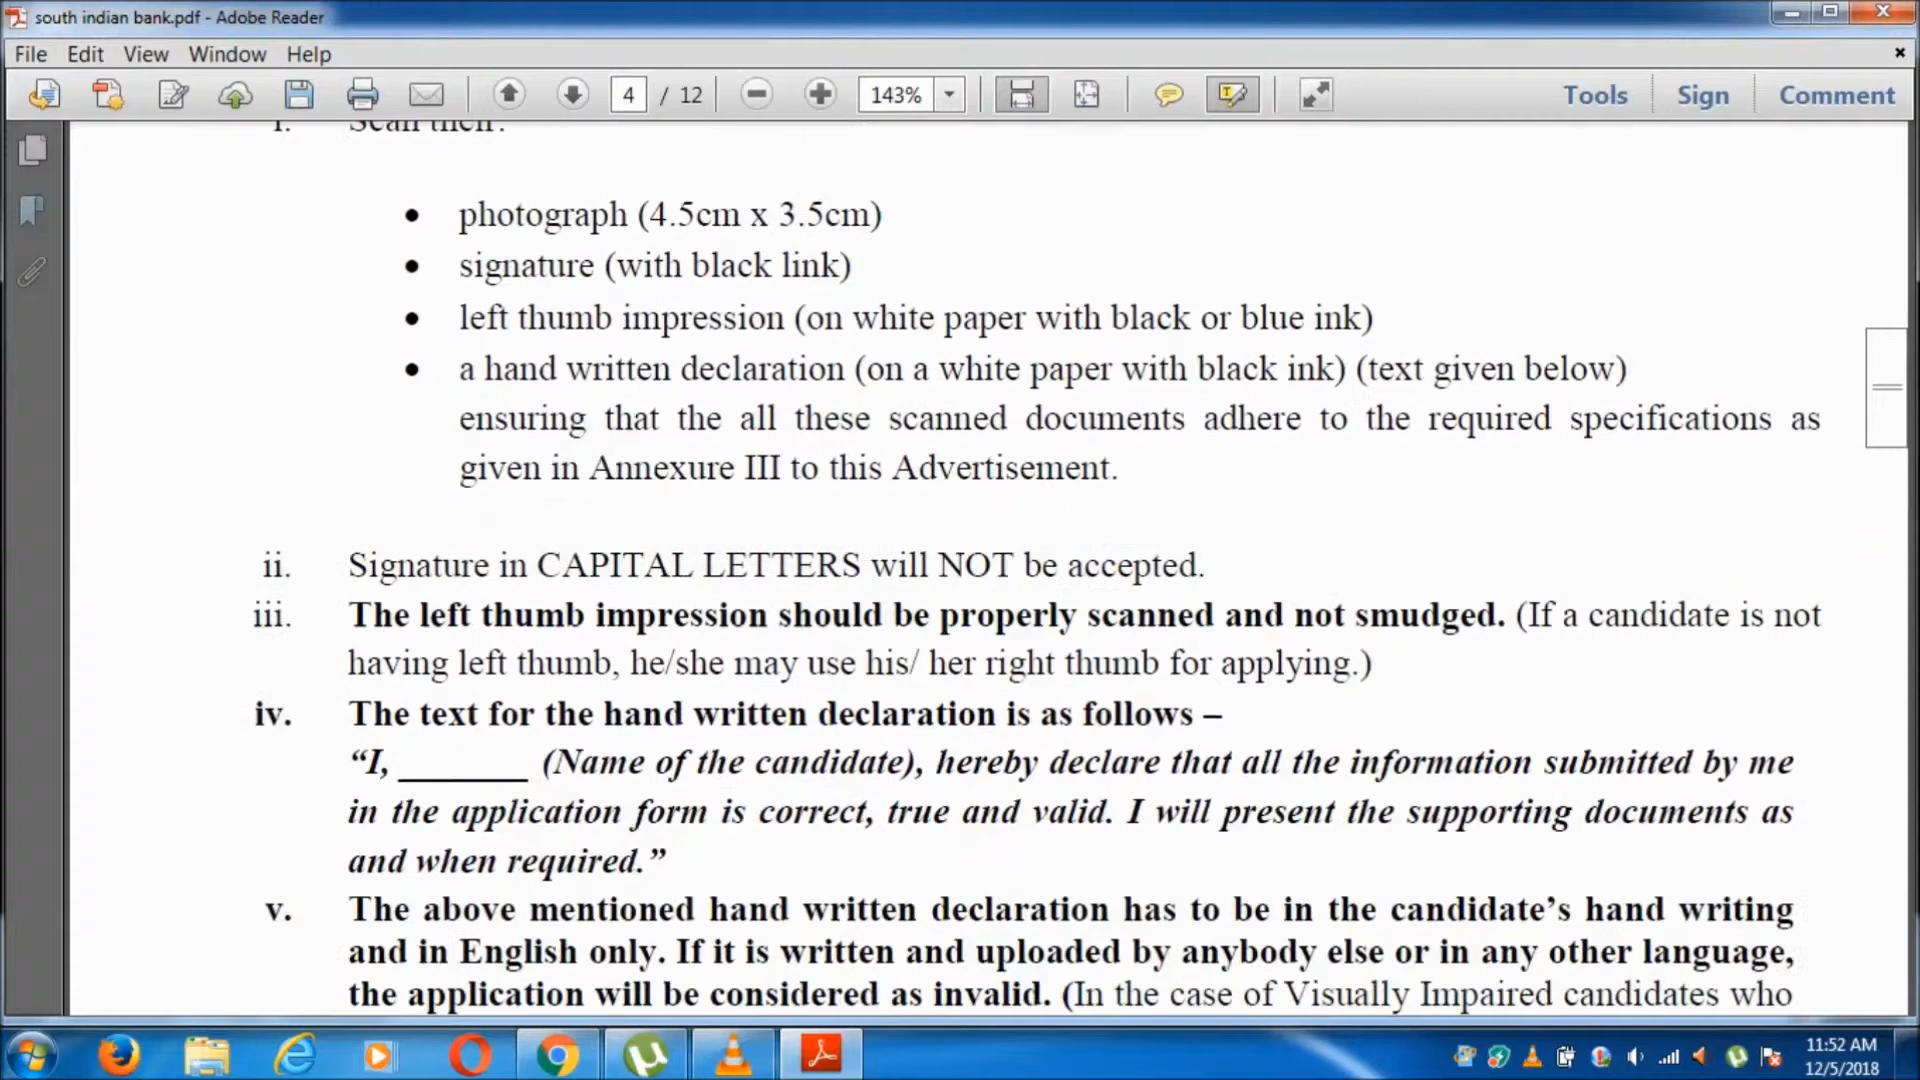 south indian bank.pdf - Adobe Reader
File Edit View Window Help
4 / 12 143% Tools Sign Comment
i. Scan their:
• photograph (4.5cm x 3.5cm)
• signature (with black link)
• left thumb impression (on white paper with black or blue ink)
• a hand written declaration (on a white paper with black ink) (text given below)
ensuring that the all these scanned documents adhere to the required specifications as
given in Annexure III to this Advertisement.
ii. Signature in CAPITAL LETTERS will NOT be accepted.
iii. The left thumb impression should be properly scanned and not smudged. (If a candidate is not
having left thumb, he/she may use his/ her right thumb for applying.)
iv. The text for the hand written declaration is as follows –
“I, _______ (Name of the candidate), hereby declare that all the information submitted by me
in the application form is correct, true and valid. I will present the supporting documents as
and when required.”
v. The above mentioned hand written declaration has to be in the candidate’s hand writing
and in English only. If it is written and uploaded by anybody else or in any other language,
the application will be considered as invalid. (In the case of Visually Impaired candidates who
11:52 AM
12/5/2018